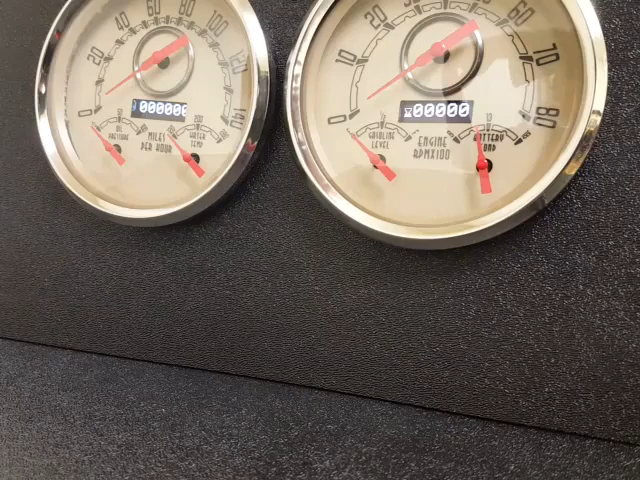 0 20 40 60 80 100 120 140
000000
OIL PRESSURE
MILES PER HOUR
WATER TEMP
0 10 20 60 70 80
00000
GASOLINE LEVEL
ENGINE
RPMX100
BATTERY COND